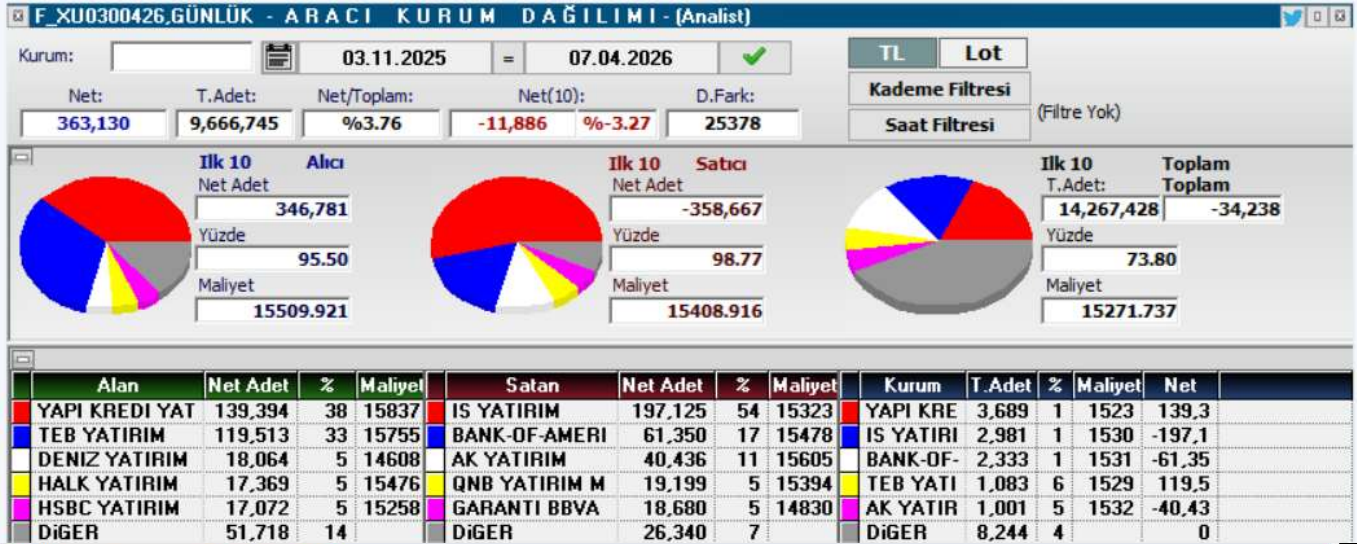 F_XU0300426,GÜNLÜK - A R A C I   K U R U M   D A Ğ I L I M I - (Analist)
Kurum: 03.11.2025 = 07.04.2026 TL Lot
Kademe Filtresi
Net: T.Adet: Net/Toplam: Net(10): D.Fark:
363,130 9,666,745 %3.76 -11,886 %-3.27 25378 Saat Filtresi (Filtre Yok)
Ilk 10 Alıcı Ilk 10 Satıcı Ilk 10 Toplam
Net Adet Net Adet T.Adet: Toplam
346,781 -358,667 14,267,428 -34,238
Yüzde Yüzde Yüzde
95.50 98.77 73.80
Maliyet Maliyet Maliyet
15509.921 15408.916 15271.737
Alan Net Adet % Maliyet Satan Net Adet % Maliyet Kurum T.Adet % Maliyet Net
YAPI KREDI YAT 139,394 38 15837 IS YATIRIM 197,125 54 15323 YAPI KRE 3,689 1 1523 139,3
TEB YATIRIM 119,513 33 15755 BANK-OF-AMERI 61,350 17 15478 IS YATIRI 2,981 1 1530 -197,1
DENIZ YATIRIM 18,064 5 14608 AK YATIRIM 40,436 11 15605 BANK-OF- 2,333 1 1531 -61,35
HALK YATIRIM 17,369 5 15476 QNB YATIRIM M 19,199 5 15394 TEB YATI 1,083 6 1529 119,5
HSBC YATIRIM 17,072 5 15258 GARANTI BBVA 18,680 5 14830 AK YATIR 1,001 5 1532 -40,43
DiĞER 51,718 14 DiĞER 26,340 7 DiĞER 8,244 4 0